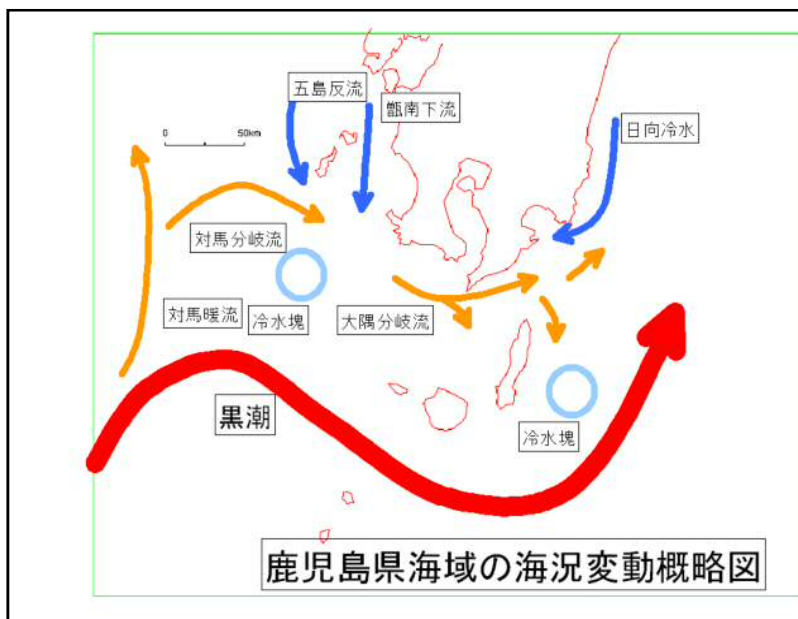 五島反流
甑南下流
日向冷水
0 50km
対馬分岐流
対馬暖流
冷水塊
大隅分岐流
黒潮
冷水塊
鹿児島県海域の海況変動概略図